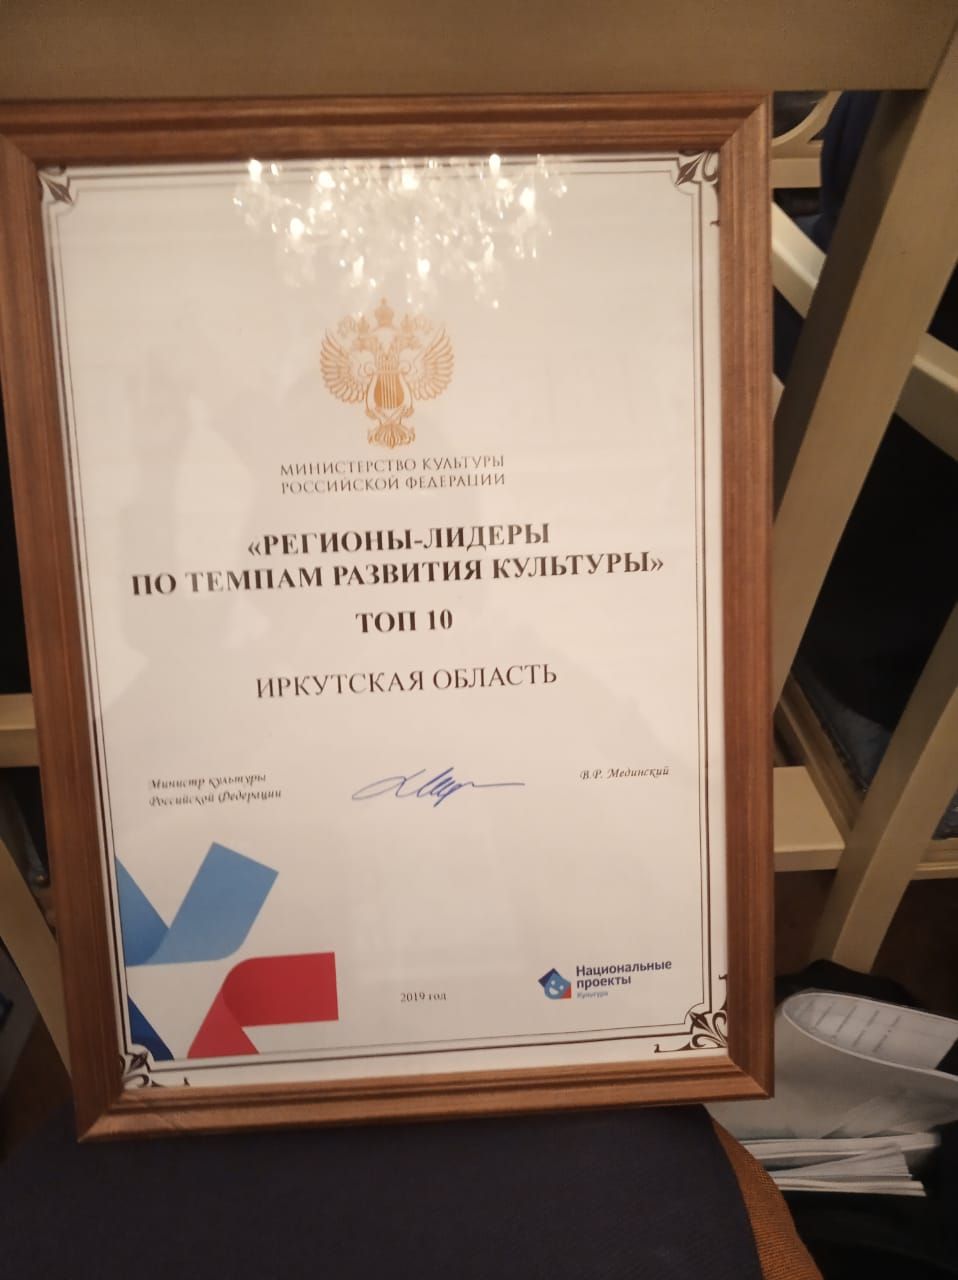 МИНИСТЕРСТВО КУЛЬТУРЫ
РОССИЙСКОЙ ФЕДЕРАЦИИ
«РЕГИОНЫ-ЛИДЕРЫ
ПО ТЕМПАМ РАЗВИТИЯ КУЛЬТУРЫ»
ТОП 10
ИРКУТСКАЯ ОБЛАСТЬ
Министр культуры
Российской Федерации
В.Р. Мединский
2019 год
Национальные
проекты
Культура